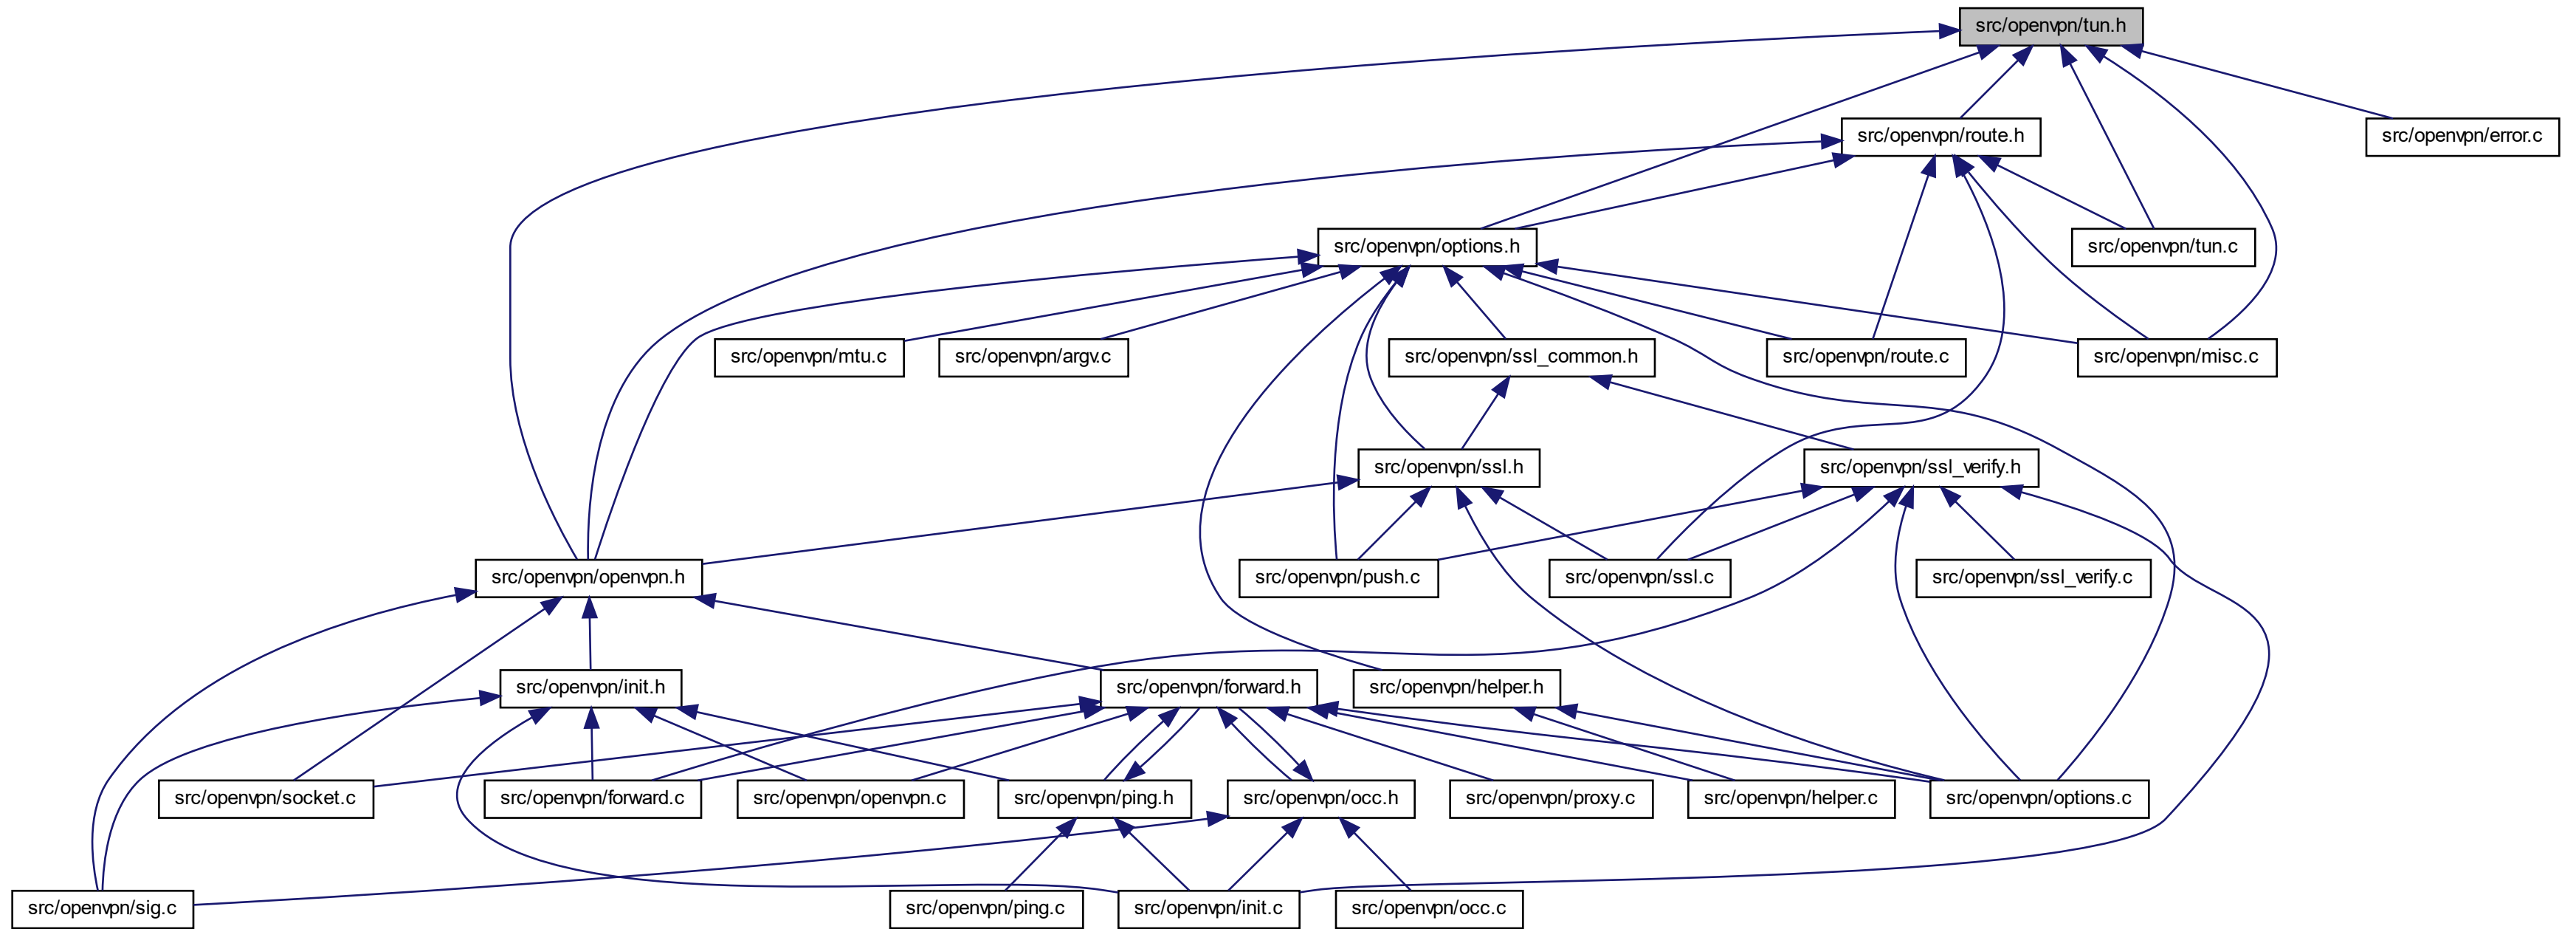 src/openvpn/tun.h
src/openvpn/route.h
src/openvpn/error.c
src/openvpn/options.h
src/openvpn/tun.c
src/openvpn/mtu.c
src/openvpn/argv.c
src/openvpn/ssl_common.h
src/openvpn/route.c
src/openvpn/misc.c
src/openvpn/ssl.h
src/openvpn/ssl_verify.h
src/openvpn/openvpn.h
src/openvpn/push.c
src/openvpn/ssl.c
src/openvpn/ssl_verify.c
src/openvpn/init.h
src/openvpn/forward.h
src/openvpn/helper.h
src/openvpn/socket.c
src/openvpn/forward.c
src/openvpn/openvpn.c
src/openvpn/ping.h
src/openvpn/occ.h
src/openvpn/proxy.c
src/openvpn/helper.c
src/openvpn/options.c
src/openvpn/sig.c
src/openvpn/ping.c
src/openvpn/init.c
src/openvpn/occ.c